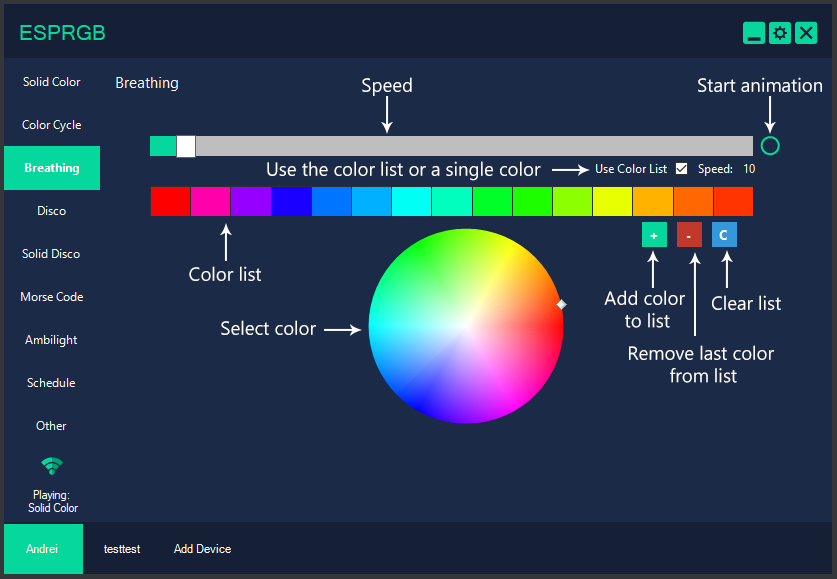 ESPRGB
Solid Color
Color Cycle
Breathing
Disco
Solid Disco
Morse Code
Ambilight
Schedule
Other
Playing:
Solid Color
Breathing
Speed
Start animation
Use the color list or a single color
Use Color List
Speed: 10
Color list
Select color
+
-
C
Add color
to list
Clear list
Remove last color
from list
Andrei
testtest
Add Device